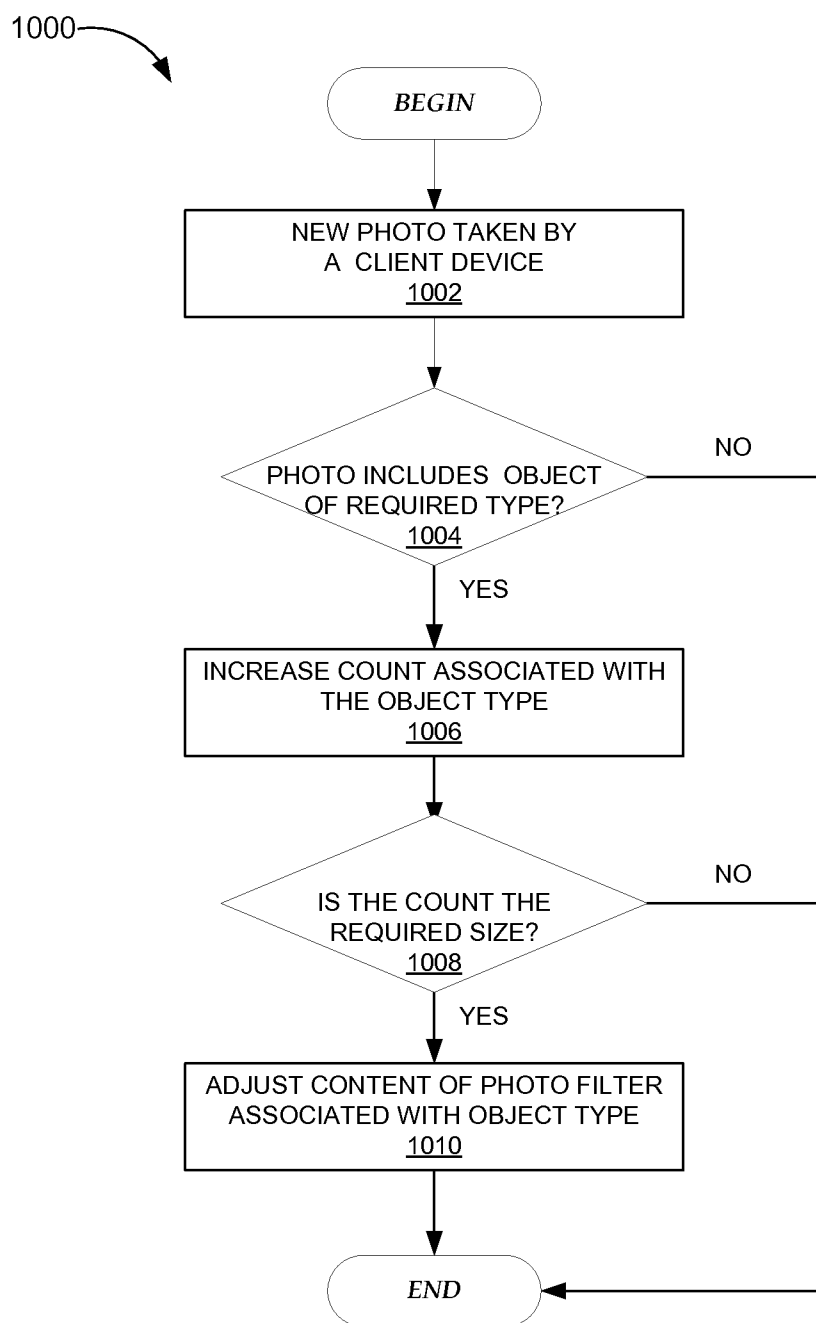 1000
BEGIN
NEW PHOTO TAKEN BY
A CLIENT DEVICE
1002
PHOTO INCLUDES OBJECT
OF REQUIRED TYPE?
1004
NO
YES
INCREASE COUNT ASSOCIATED WITH
THE OBJECT TYPE
1006
IS THE COUNT THE
REQUIRED SIZE?
1008
NO
YES
ADJUST CONTENT OF PHOTO FILTER
ASSOCIATED WITH OBJECT TYPE
1010
END